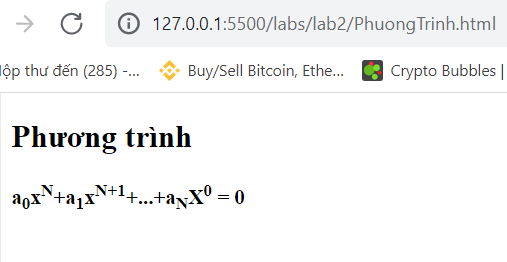 127.0.0.1:5500/labs/lab2/PhuongTrinh.html
ộp thư đến (285) -... Buy/Sell Bitcoin, Ethe... Crypto Bubbles |
Phương trình
a₀xᴺ+a₁xᴺ⁺¹+...+a_NX⁰ = 0